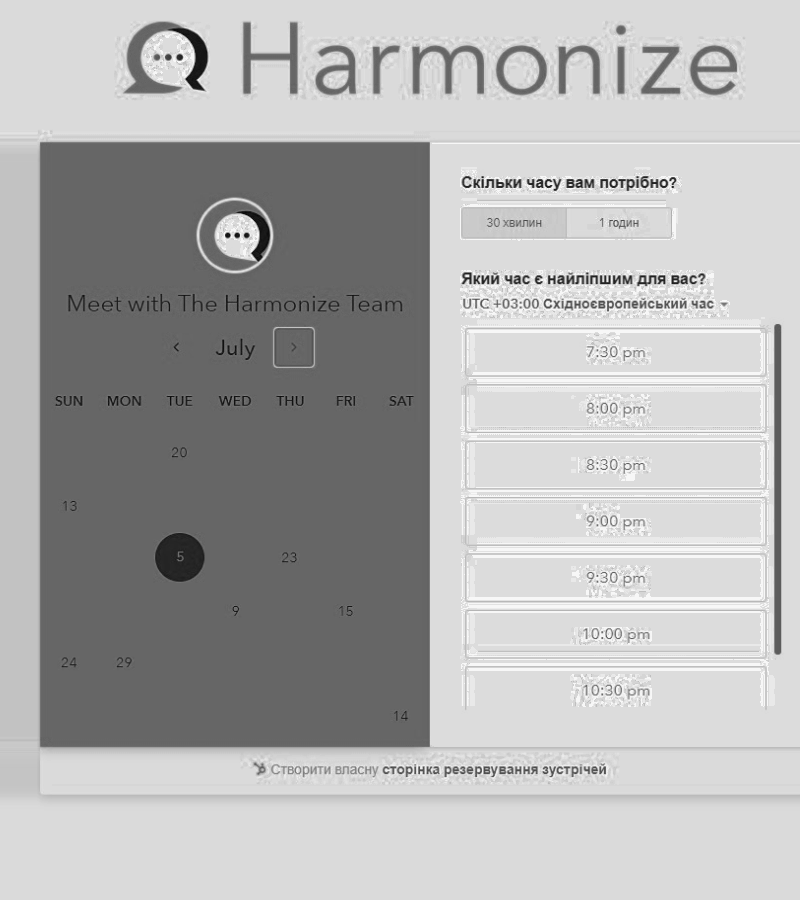 Harmonize
Meet with The Harmonize Team
July
SUN MON TUE WED THU FRI SAT
20
13
5 23
9 15
24 29
14
Скільки часу вам потрібно?
30 хвилин 1 годин
Який час є найліпшим для вас?
UTC +03:00 Східноєвропейський час
7:30 pm
8:00 pm
8:30 pm
9:00 pm
9:30 pm
10:00 pm
10:30 pm
Створити власну сторінка резервування зустрічей